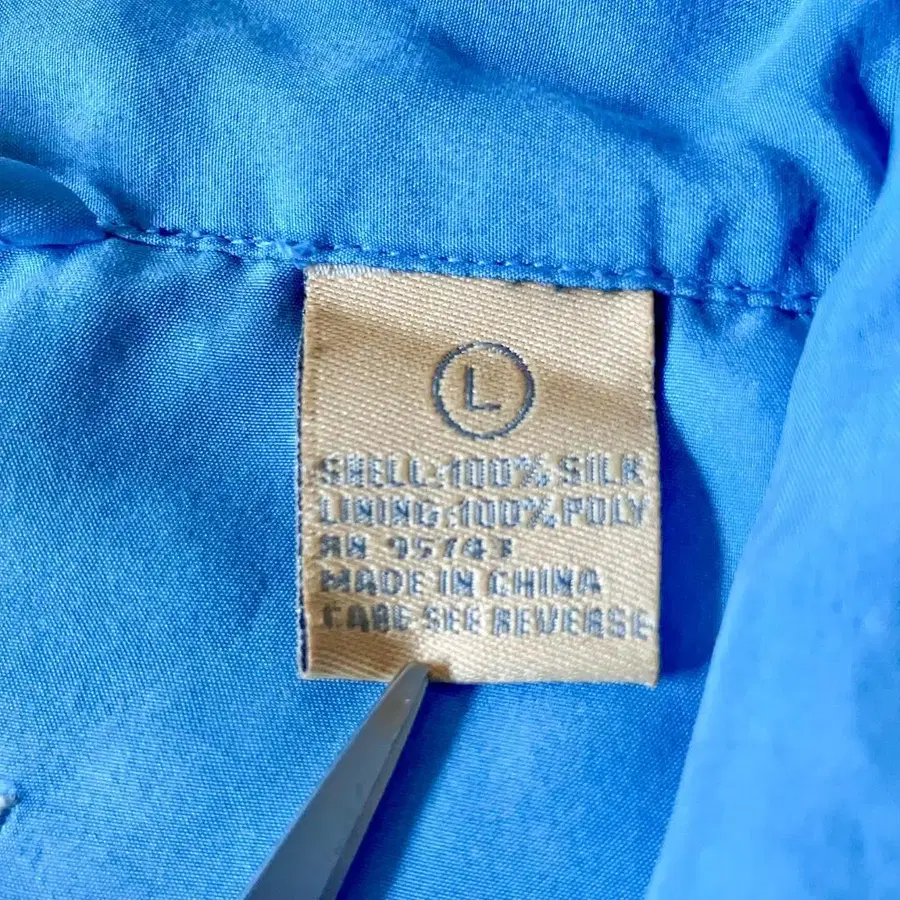 L
SHELL:100% SILK
LINING:100% POLY
RN 95743
MADE IN CHINA
CARE SEE REVERSE